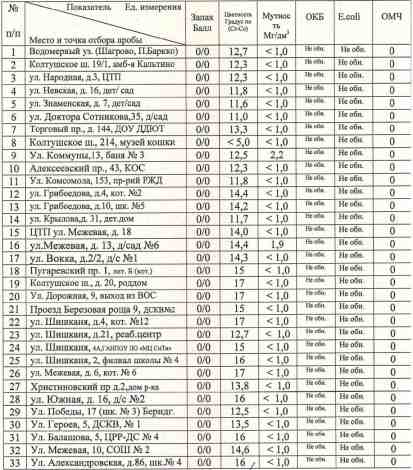 № п/п Показатель Ед. измерения Место и точка отбора пробы Запах Балл Цветность Градус по (Cr-Co) Мутность Мг/дм³ ОКБ E.coli ОМЧ
1 Водомерный уз. (Шагрово, П.Баркко) 0/0 12,7 < 1,0 Не обн. Не обн.
2 Колтушское ш. 19/1, амб-я Кальтино 0/0 12,3 < 1,0 Не обн. Не обн.
3 ул. Народная, д.3, ЦТП 0/0 12,3 < 1,0 Не обн. Не обн.
4 ул. Невская, д. 16, дет/ сад 0/0 11,8 < 1,0 Не обн. Не обн.
5 ул. Знаменская, д. 7, дет/сад 0/0 11,6 < 1,0 Не обн. Не обн.
6 ул. Доктора Сотникова,35, д/сад 0/0 11,0 < 1,0 Не обн. Не обн.
7 Торговый пр., д. 144, ДОУ ДДЮТ 0/0 13,3 < 1,0 Не обн. Не обн.
8 Колтушское ш., 214, музей кошки 0/0 < 5,0 < 1,0 Не обн. Не обн.
9 Ул. Коммуны,13, баня № 3 0/0 12,5 2,2 Не обн. Не обн.
10 Алексеевский пр., 43, КОС 0/0 12,3 < 1,0 Не обн. Не обн.
11 Ул. Комсомола, 153, пр-рий РЖД 0/0 11,8 < 1,0 Не обн. Не обн.
12 ул. Грибоедова, д.4, кот. №2 0/0 14,4 < 1,0 Не обн. Не обн.
13 ул. Грибоедова, д.10, шк. №5 0/0 14,2 < 1,0 Не обн. Не обн.
14 ул. Крылова,д. 31, дет.дом 0/0 11,7 < 1,0 Не обн. Не обн.
15 ЦТП ул. Межевая, д. 18 0/0 14,0 < 1,0 Не обн. Не обн.
16 ул.Межевая, д. 13, д/сад №6 0/0 14,4 1,9 Не обн. Не обн.
17 ул. Вокка, д.2/2, д/с №1 0/0 14,3 < 1,0 Не обн. Не обн.
18 Пугаревский пр. 1, 0/0 15 < 1,0 Не обн. Не обн.
19 Колтушское ш., д. 20, роддом 0/0 17 < 1,0 Не обн. Не обн.
20 Ул. Дорожная, 9, выход из ВОС 0/0 17 < 1,0 Не обн. Не обн.
21 Проезд Березовая роща 9, ДСКВ№2 0/0 15 < 1,0 Не обн. Не обн.
22 ул. Шишканя, д.4, кот. №12 0/0 17 < 1,0 Не обн. Не обн.
23 ул. Шишканя, д.21, реаб.центр 0/0 12,7 < 1,0 Не обн. Не обн.
24 ул. Шишканя, 0/0 15 < 1,0 Не обн. Не обн.
25 ул. Шишканя, д. 2, филиал школы № 4 0/0 16 < 1,0 Не обн. Не обн.
26 ул. Межевая, д. 6, кот. № 6 0/0 17 < 1,0 Не обн. Не обн.
27 Христиновский пр д.2,дом р-ка 0/0 13,8 < 1,0 Не обн. Не обн.
28 ул. Южная, д. 16, д/с №2 0/0 16 < 1,0 Не обн. Не обн.
29 Ул. Победы, 17 (шк. № 3) Бернгг. 0/0 12,5 < 1,0 Не обн. Не обн.
30 Ул. Героев, 5, ДСКВ, № 1 0/0 13,5 < 1,0 Не обн. Не обн.
31 Ул. Балашова, 5, ЦРР-ДС № 4 0/0 16 < 1,0 Не обн. Не обн.
32 Ул. Межевая, 10, СОШ № 2 0/0 14,6 < 1,0 Не обн. Не обн.
33 Ул. Александровская, д.86, шк.№ 4 0/0 16 < 1,0 Не обн. Не обн.